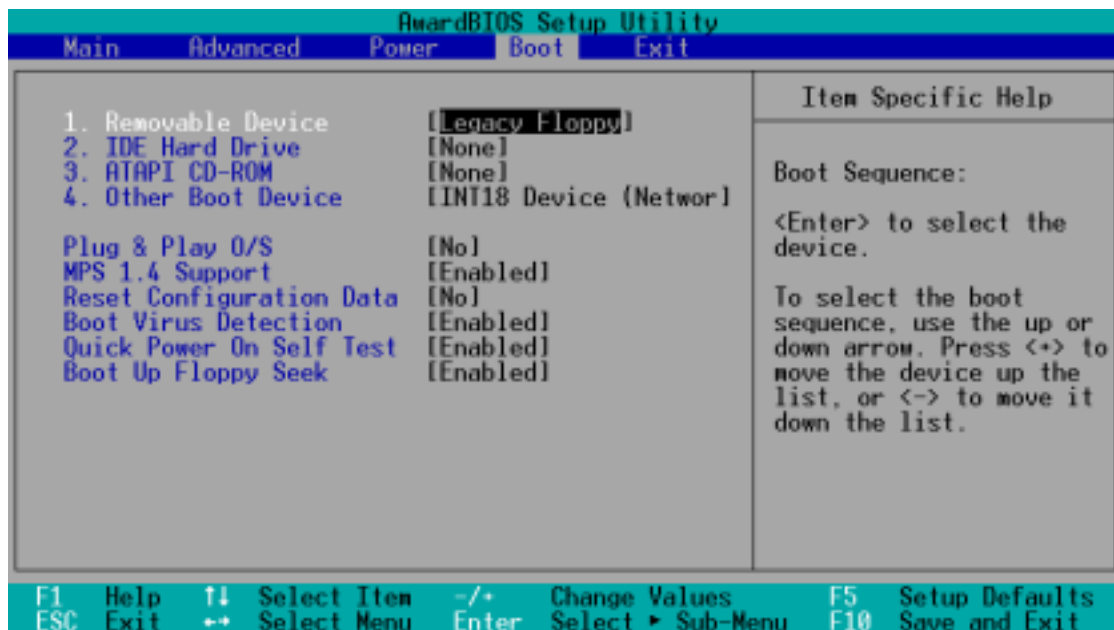 AwardBIOS Setup Utility
Main Advanced Power Boot Exit
1. Removable Device [Legacy Floppy]
2. IDE Hard Drive [None]
3. ATAPI CD-ROM [None]
4. Other Boot Device [INT18 Device (Networ]
Plug & Play O/S [No]
MPS 1.4 Support [Enabled]
Reset Configuration Data [No]
Boot Virus Detection [Enabled]
Quick Power On Self Test [Enabled]
Boot Up Floppy Seek [Enabled]
Item Specific Help
Boot Sequence:
<Enter> to select the
device.
To select the boot
sequence, use the up or
down arrow. Press <+> to
move the device up the
list, or <-> to move it
down the list.
F1 Help ↑↓ Select Item -/+ Change Values F5 Setup Defaults
ESC Exit ←→ Select Menu Enter Select ► Sub-Menu F10 Save and Exit